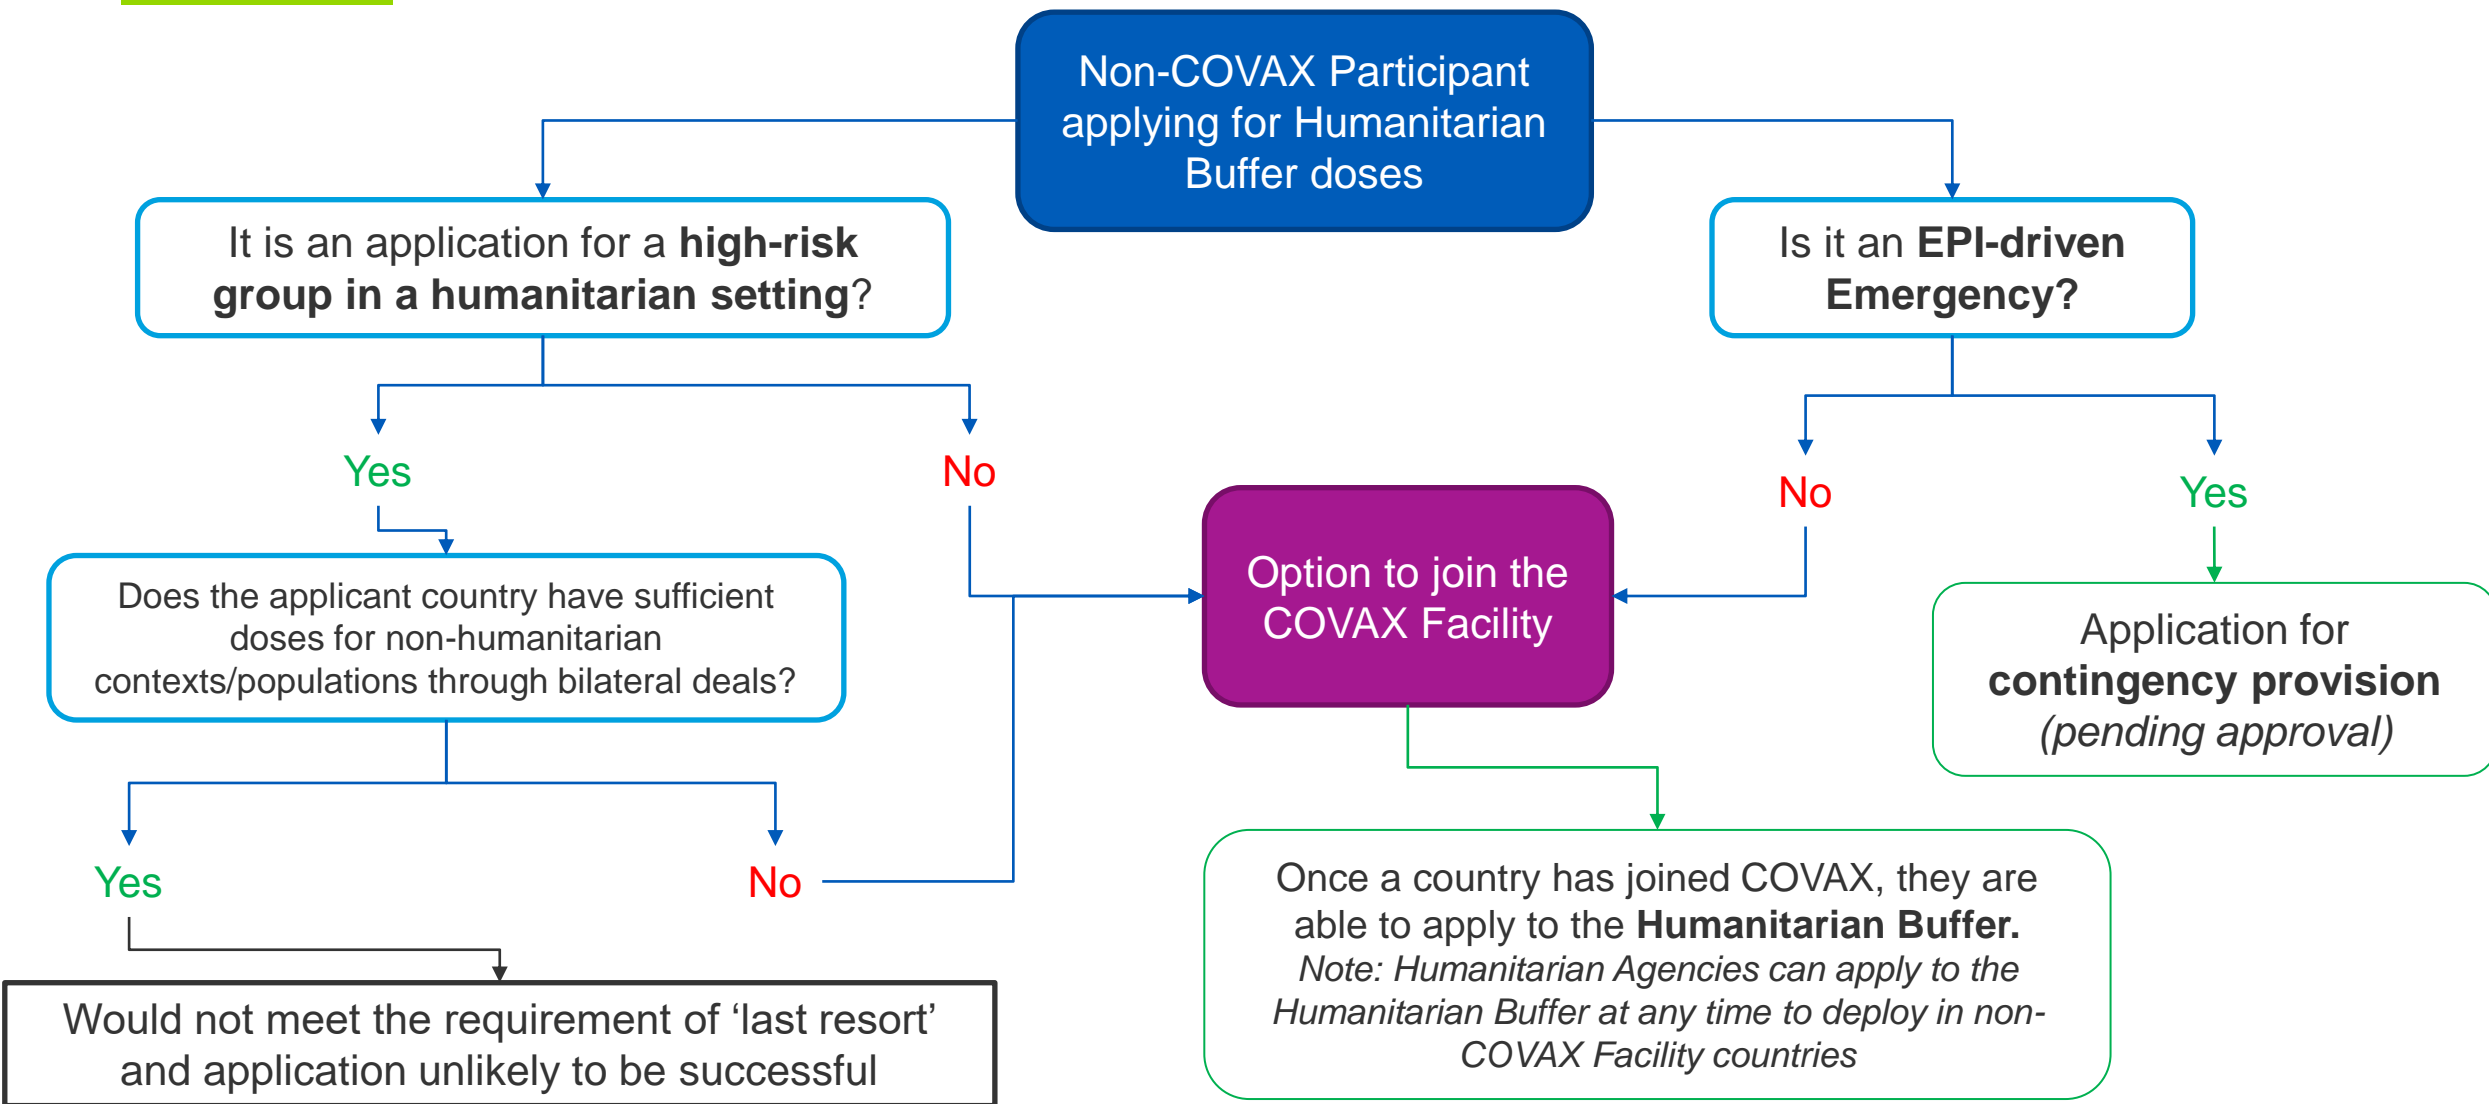 Non-COVAX Participant
applying for Humanitarian
Buffer doses
It is an application for a high-risk
group in a humanitarian setting?
Is it an EPI-driven
Emergency?
Yes
No
No
Yes
Does the applicant country have sufficient
doses for non-humanitarian
contexts/populations through bilateral deals?
Option to join the
COVAX Facility
Application for
contingency provision
(pending approval)
Yes
No
Once a country has joined COVAX, they are
able to apply to the Humanitarian Buffer.
Note: Humanitarian Agencies can apply to the
Humanitarian Buffer at any time to deploy in non-
COVAX Facility countries
Would not meet the requirement of ‘last resort’
and application unlikely to be successful